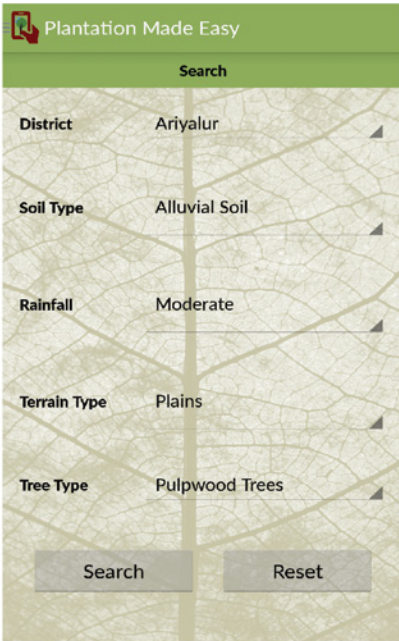 Plantation Made Easy
Search
District Ariyalur
Soil Type Alluvial Soil
Rainfall Moderate
Terrain Type Plains
Tree Type Pulpwood Trees
Search Reset